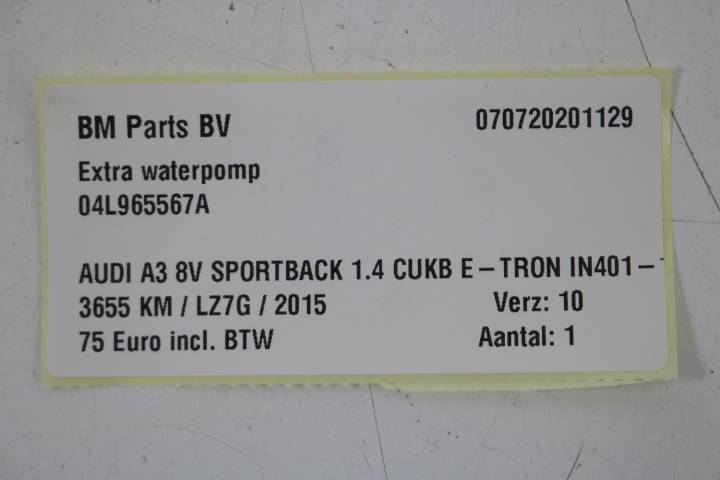 BM Parts BV 070720201129
Extra waterpomp
04L965567A
AUDI A3 8V SPORTBACK 1.4 CUKB E-TRON IN401-
3655 KM / LZ7G / 2015 Verz: 10
75 Euro incl. BTW Aantal: 1